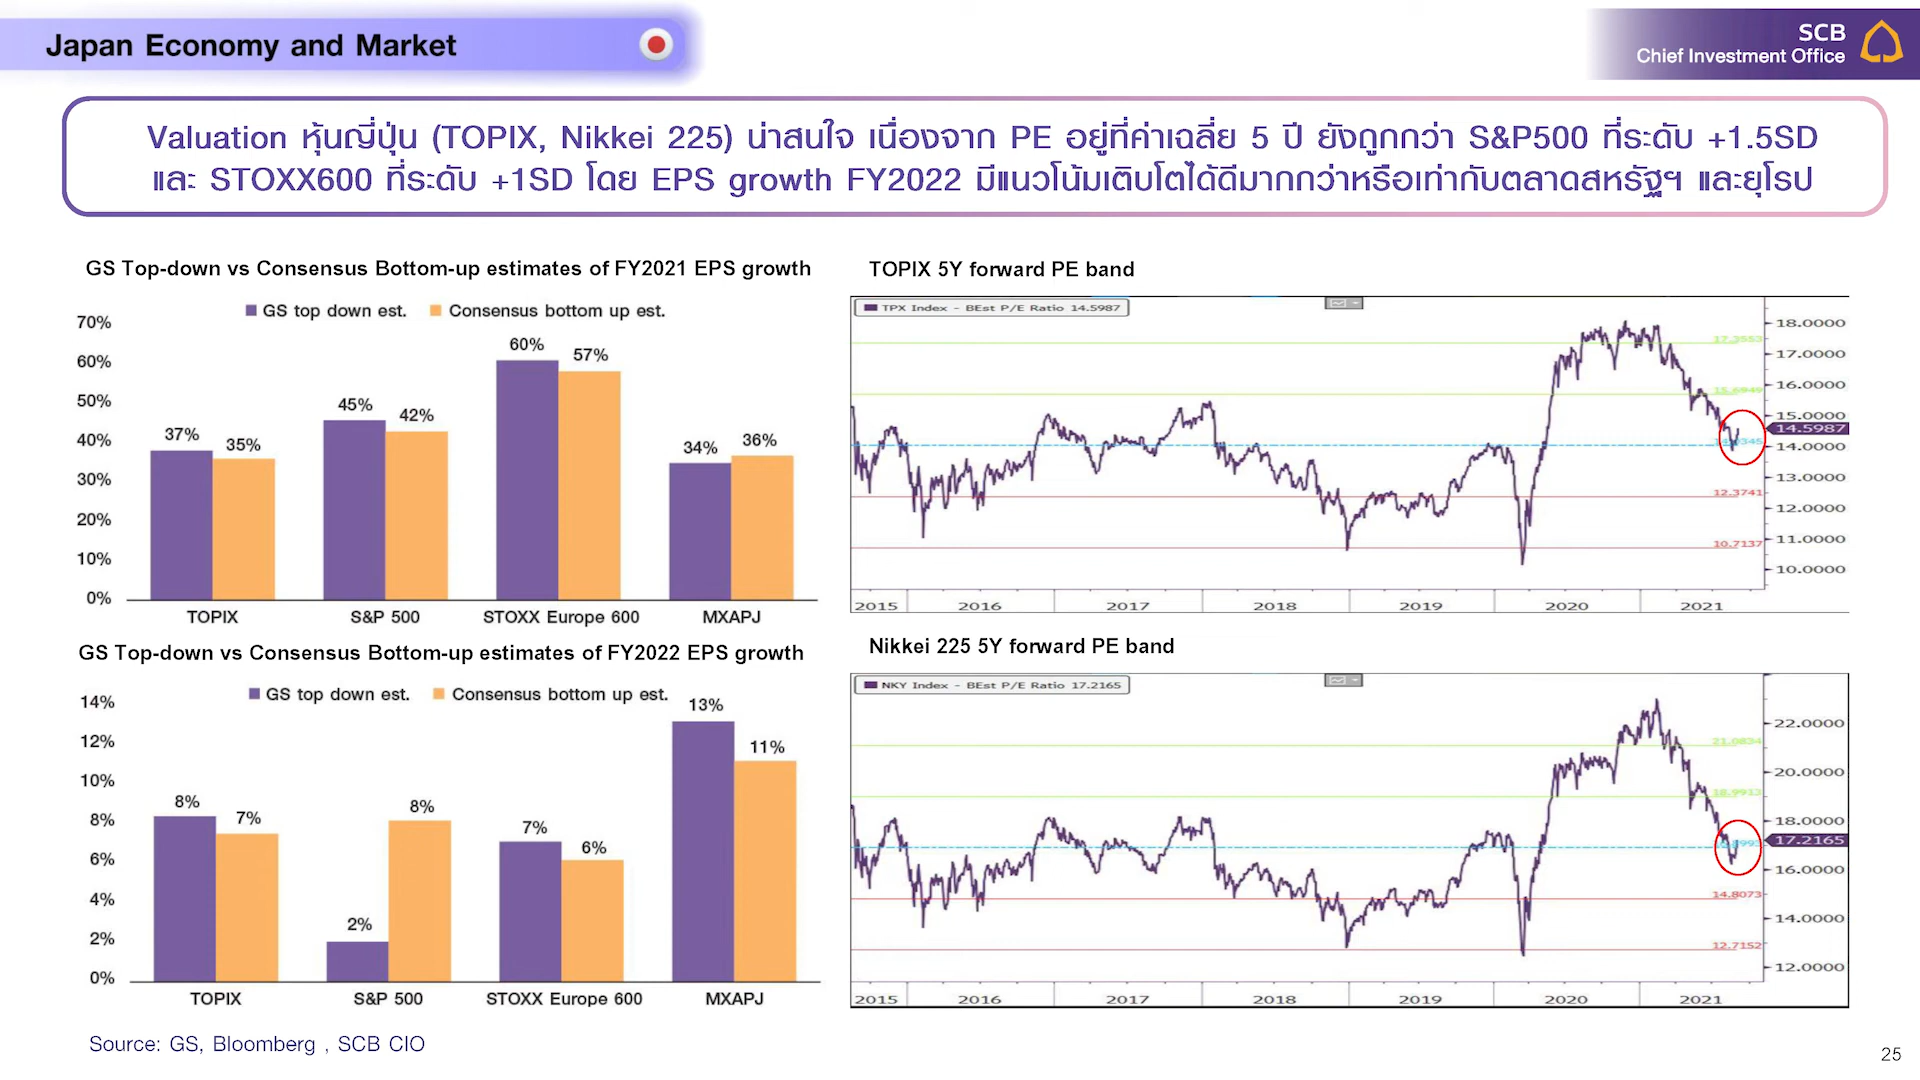 Japan Economy and Market
SCB
Chief Investment Office
Valuation หุ้นญี่ปุ่น (TOPIX, Nikkei 225) น่าสนใจ เนื่องจาก PE อยู่ที่ค่าเฉลี่ย 5 ปี ยังถูกกว่า S&P500 ที่ระดับ +1.5SD
และ STOXX600 ที่ระดับ +1SD โดย EPS growth FY2022 มีแนวโน้มเติบโตได้ดีมากกว่าหรือเท่ากับตลาดสหรัฐฯ และยุโรป
GS Top-down vs Consensus Bottom-up estimates of FY2021 EPS growth
GS top down est. Consensus bottom up est.
70%
60%
50%
40%
30%
20%
10%
0%
37% 35% 45% 42% 60% 57% 34% 36%
TOPIX S&P 500 STOXX Europe 600 MXAPJ
TOPIX 5Y forward PE band
TPX Index - BEst P/E Ratio 14.5987
18.0000
17.3553
17.0000
16.0000
15.6949
15.0000
14.5987
14.0000
13.0000
12.3741
12.0000
11.0000
10.7137
10.0000
2015 2016 2017 2018 2019 2020 2021
GS Top-down vs Consensus Bottom-up estimates of FY2022 EPS growth
GS top down est. Consensus bottom up est.
14%
12%
10%
8%
6%
4%
2%
0%
8% 7% 2% 8% 7% 6% 13% 11%
TOPIX S&P 500 STOXX Europe 600 MXAPJ
Nikkei 225 5Y forward PE band
NKY Index - BEst P/E Ratio 17.2165
22.0000
21.0834
20.0000
18.9913
18.0000
17.2165
16.0000
14.8073
14.0000
12.7152
12.0000
2015 2016 2017 2018 2019 2020 2021
Source: GS, Bloomberg , SCB CIO
25